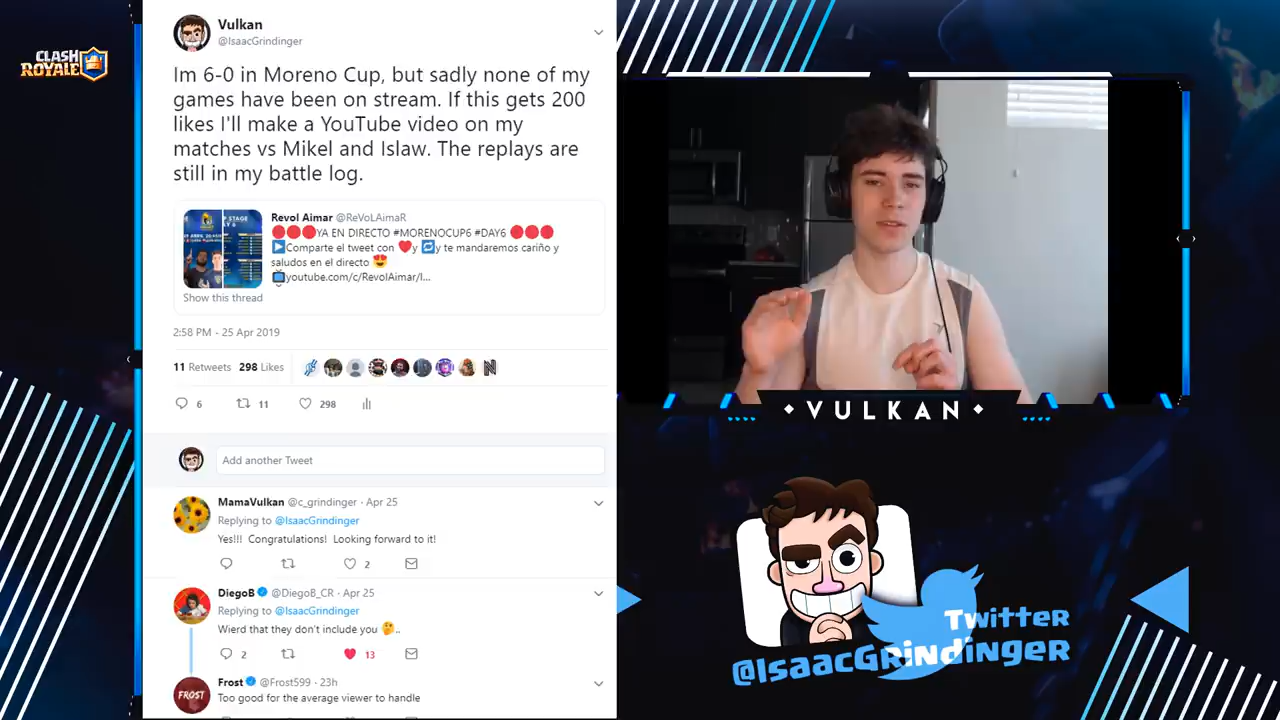 CLASH
ROYALE
Vulkan
@IsaacGrindinger
Im 6-0 in Moreno Cup, but sadly none of my
games have been on stream. If this gets 200
likes I'll make a YouTube video on my
matches vs Mikel and Islaw. The replays are
still in my battle log.
Revol Aimar @ReVoLAimaR
🔴🔴🔴YA EN DIRECTO #MORENOCUP6 #DAY6 🔴🔴🔴
▶Comparte el tweet con ❤y 🔁y te mandaremos cariño y
saludos en el directo 😍
📺youtube.com/c/RevolAimar/l...
Show this thread
2:58 PM - 25 Apr 2019
11 Retweets 298 Likes
6 11 298
Add another Tweet
MamaVulkan @c_grindinger · Apr 25
Replying to @IsaacGrindinger
Yes!!! Congratulations! Looking forward to it!
2
DiegoB @DiegoB_CR · Apr 25
Replying to @IsaacGrindinger
Wierd that they don't include you 🤔..
2 13
FROST
Frost @Frost599 · 23h
Too good for the average viewer to handle
VULKAN
Twitter
@IsaacGrindinger